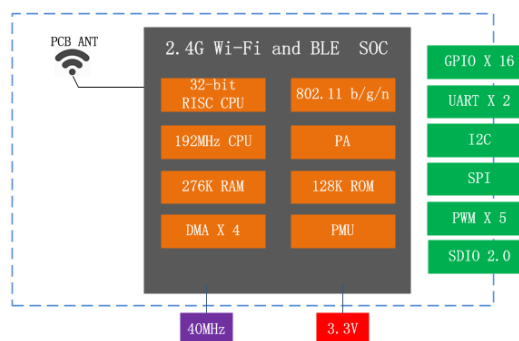 PCB ANT
2.4G Wi-Fi and BLE SOC
32-bit
RISC CPU
802.11 b/g/n
192MHz CPU
PA
276K RAM
128K ROM
DMA X 4
PMU
GPIO X 16
UART X 2
I2C
SPI
PWM X 5
SDIO 2.0
40MHz
3.3V